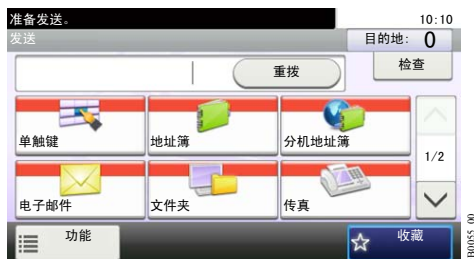 准备发送。 10:10
发送 目的地： 0
重拨 检查
单触键 地址簿 分机地址簿
1/2
电子邮件 文件夹 传真
功能 收藏
B0055_00